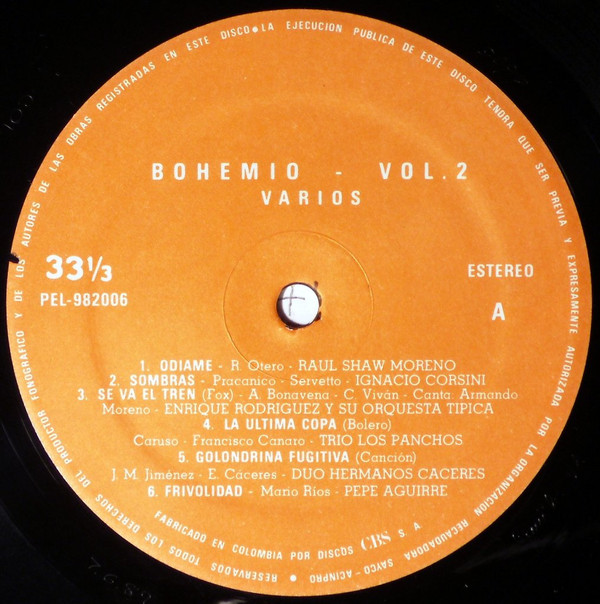 BOHEMIO - VOL.2
VARIOS
33⅓
PEL-982006
ESTEREO
A
1. ODIAME - R. Otero - RAUL SHAW MORENO
2. SOMBRAS - Pracanico - Servetto - IGNACIO CORSINI
3. SE VA EL TREN (Fox) - A. Bonavena - C. Viván - Canta Armando
Moreno - ENRIQUE RODRIGUEZ Y SU ORQUESTA TIPICA
4. LA ULTIMA COPA (Bolero)
Caruso - Francisco Canaro - TRIO LOS PANCHOS
5. GOLONDRINA FUGITIVA (Canción)
J. M. Jiménez - E. Cáceres - DUO HERMANOS CACERES
6. FRIVOLIDAD - Mario Ríos - PEPE AGUIRRE
FABRICADO EN COLOMBIA POR DISCOS CBS S A
RESERVADOS TODOS LOS DERECHOS DEL PRODUCTOR FONOGRAFICO Y DE LOS AUTORES DE LAS OBRAS REGISTRADAS EN ESTE DISCO ● LA EJECUCION PUBLICA DE ESTE DISCO TENDRA QUE SER PREVIA Y EXPRESAMENTE AUTORIZADA POR LA ORGANIZACION RECAUDADORA SAYCO-ACINPRO ●